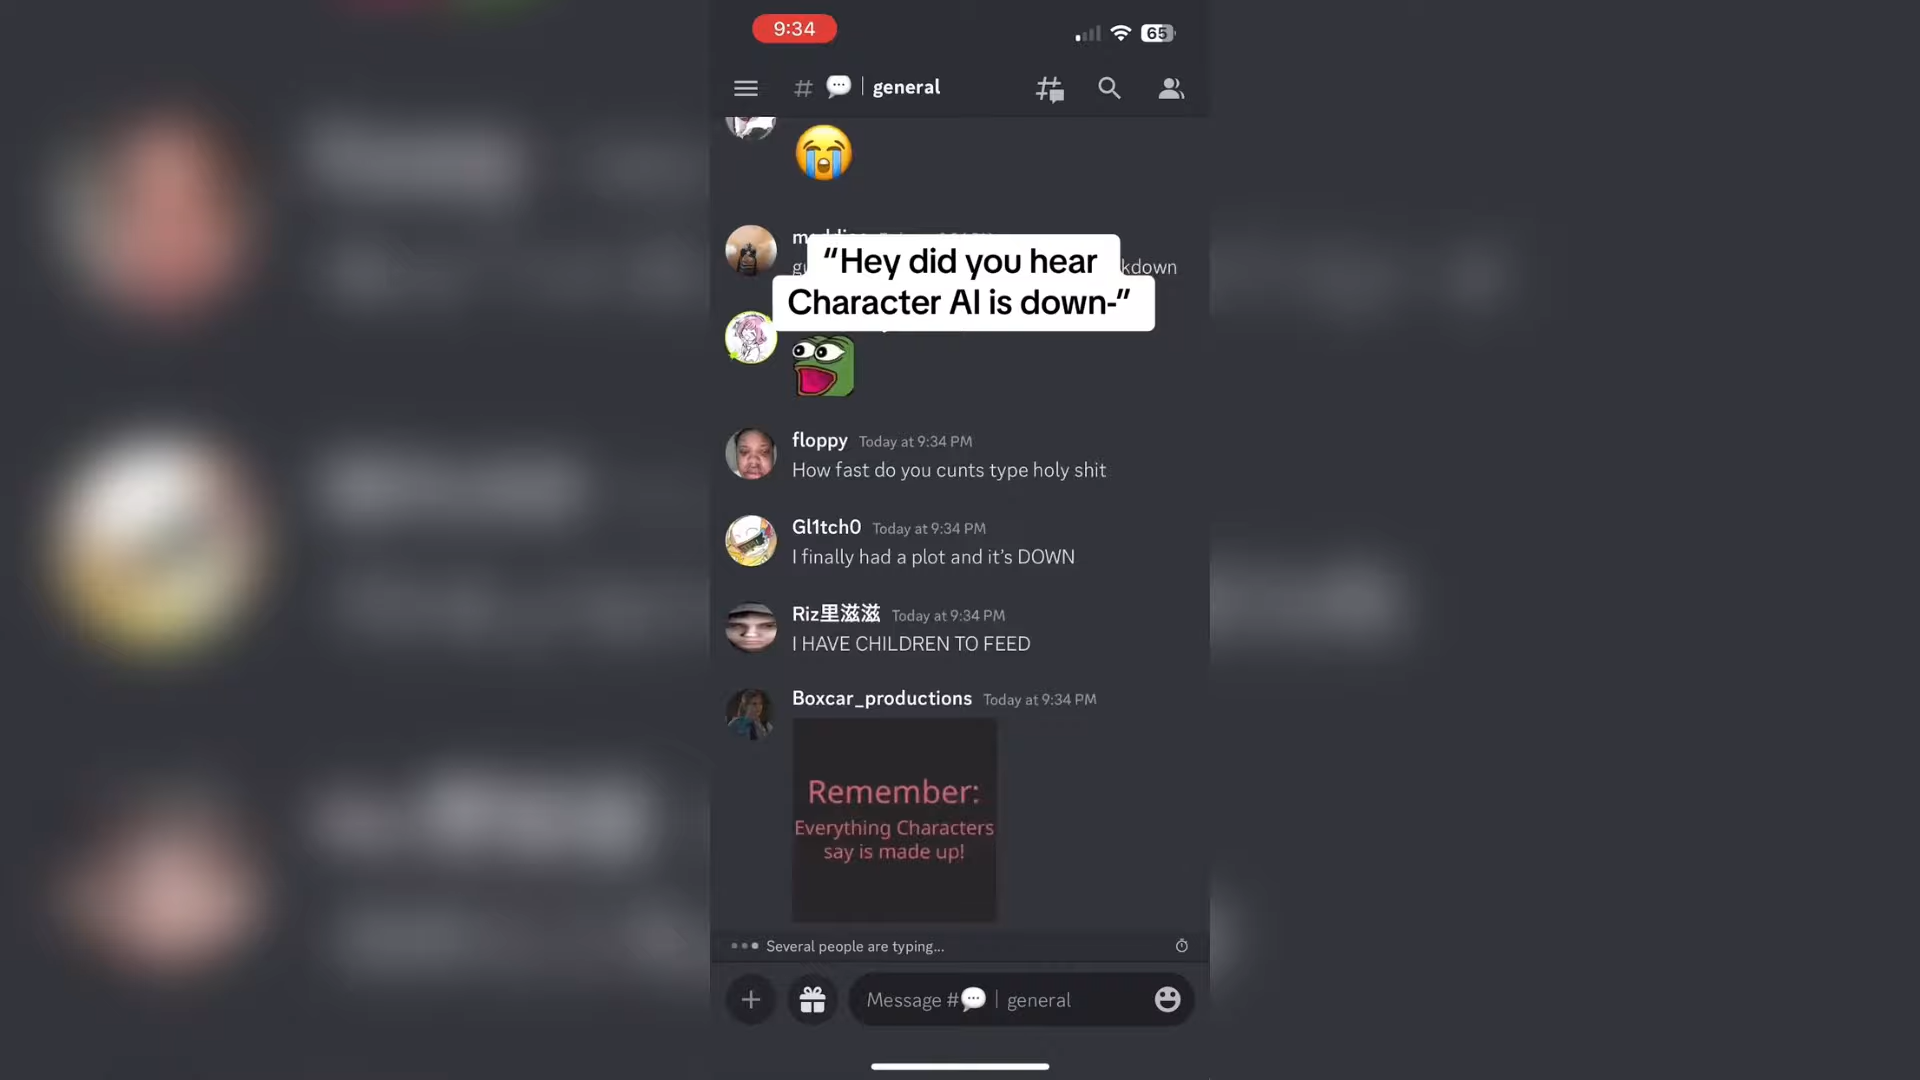 9:34
65
# 💬 | general
“Hey did you hear
Character AI is down-”
kdown
floppy Today at 9:34 PM
How fast do you cunts type holy shit
Gl1tch0 Today at 9:34 PM
I finally had a plot and it’s DOWN
Riz里滋滋 Today at 9:34 PM
I HAVE CHILDREN TO FEED
Boxcar_productions Today at 9:34 PM
Remember:
Everything Characters
say is made up!
Several people are typing...
Message #💬 | general